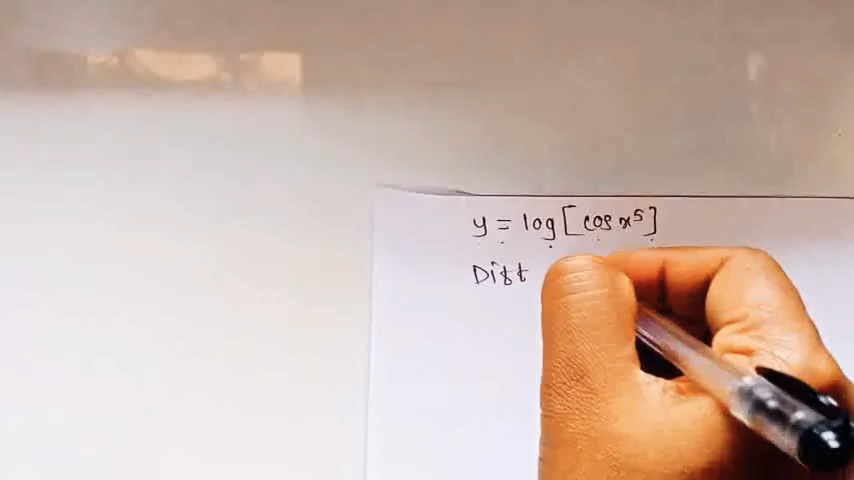 y = log [cos x⁵]
Diff